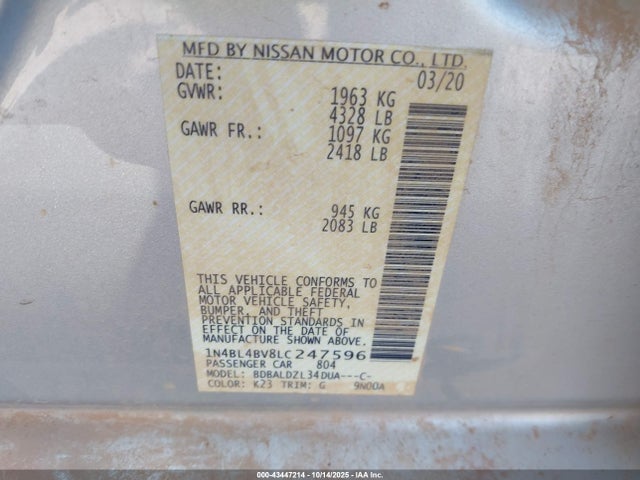 MFD BY NISSAN MOTOR CO., LTD.
DATE: 03/20
GVWR: 1963 KG
4328 LB
GAWR FR.: 1097 KG
2418 LB
GAWR RR.: 945 KG
2083 LB
THIS VEHICLE CONFORMS TO
ALL APPLICABLE FEDERAL
MOTOR VEHICLE SAFETY,
BUMPER, AND THEFT
PREVENTION STANDARDS IN
EFFECT ON THE DATE OF
MANUFACTURE SHOWN ABOVE.
1N4BL4BV8LC247596
PASSENGER CAR 804
MODEL: BDBALDZL34DUA---C-
COLOR: K23 TRIM: G 9N00A
000-43447214 - 10/14/2025 - IAA Inc.